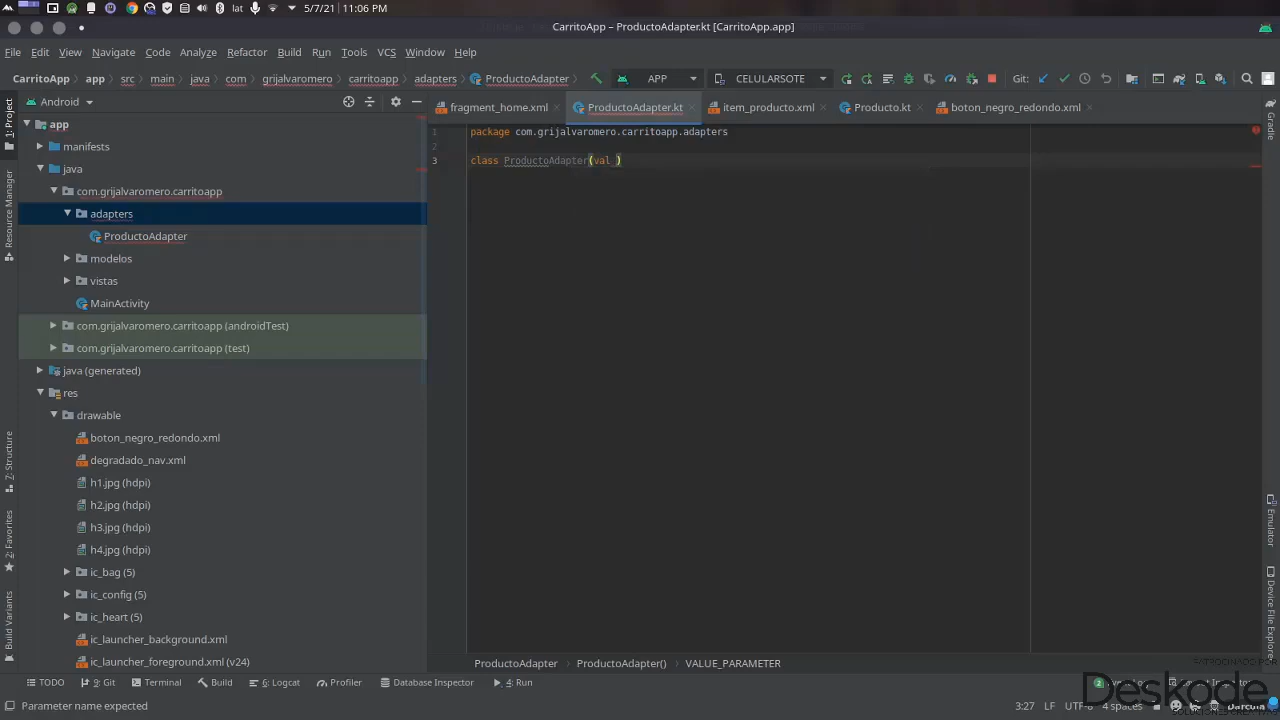 lat 5/7/21 11:06 PM
CarritoApp – ProductoAdapter.kt [CarritoApp.app]
File Edit View Navigate Code Analyze Refactor Build Run Tools VCS Window Help
CarritoApp app src main java com grijalvaromero carritoapp adapters ProductoAdapter APP CELULARSOTE Git:
1: Project
Android
fragment_home.xml ProductoAdapter.kt item_producto.xml Producto.kt boton_negro_redondo.xml
Gradle
app
manifests
java
com.grijalvaromero.carritoapp
adapters
ProductoAdapter
modelos
vistas
MainActivity
com.grijalvaromero.carritoapp (androidTest)
com.grijalvaromero.carritoapp (test)
java (generated)
res
drawable
boton_negro_redondo.xml
degradado_nav.xml
h1.jpg (hdpi)
h2.jpg (hdpi)
h3.jpg (hdpi)
h4.jpg (hdpi)
ic_bag (5)
ic_config (5)
ic_heart (5)
ic_launcher_background.xml
ic_launcher_foreground.xml (v24)
Resource Manager
7: Structure
2: Favorites
Build Variants
1 package com.grijalvaromero.carritoapp.adapters
2
3 class ProductoAdapter(val )
Emulator
Device File Explorer
ProductoAdapter ProductoAdapter() VALUE_PARAMETER
PATROCINADO POR
TODO 9: Git Terminal Build 6: Logcat Profiler Database Inspector 4: Run
Deskode
Parameter name expected 3:27 LF 4 spaces